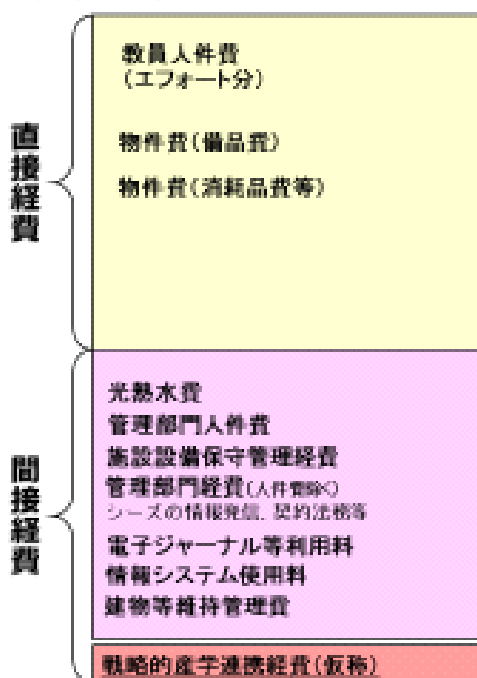 直接経費
教員人件費
(エフォート分)
物件費(備品費)
物件費(消耗品費等)
間接経費
光熱水費
管理部門人件費
施設設備保守管理経費
管理部門経費(人件費除く)
シーズの情報発信、契約法務等
電子ジャーナル等利用料
情報システム使用料
建物等維持管理費
戦略的産学連携経費(仮称)